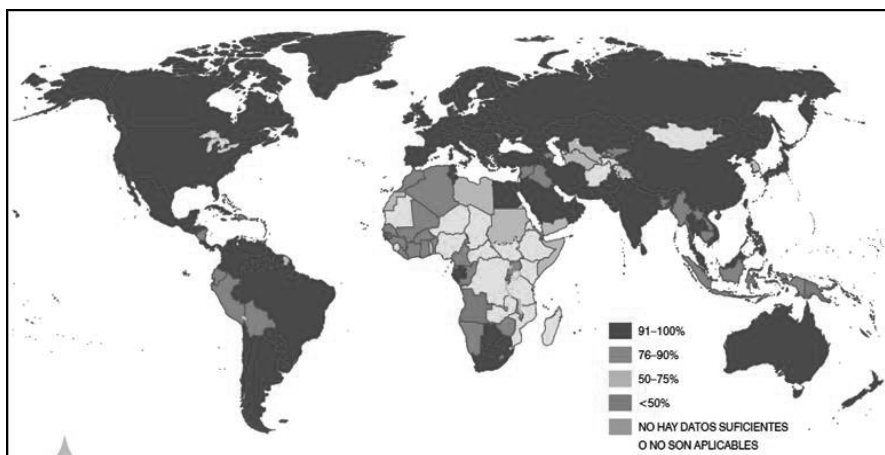 91–100%
76–90%
50–75%
<50%
NO HAY DATOS SUFICIENTES
O NO SON APLICABLES